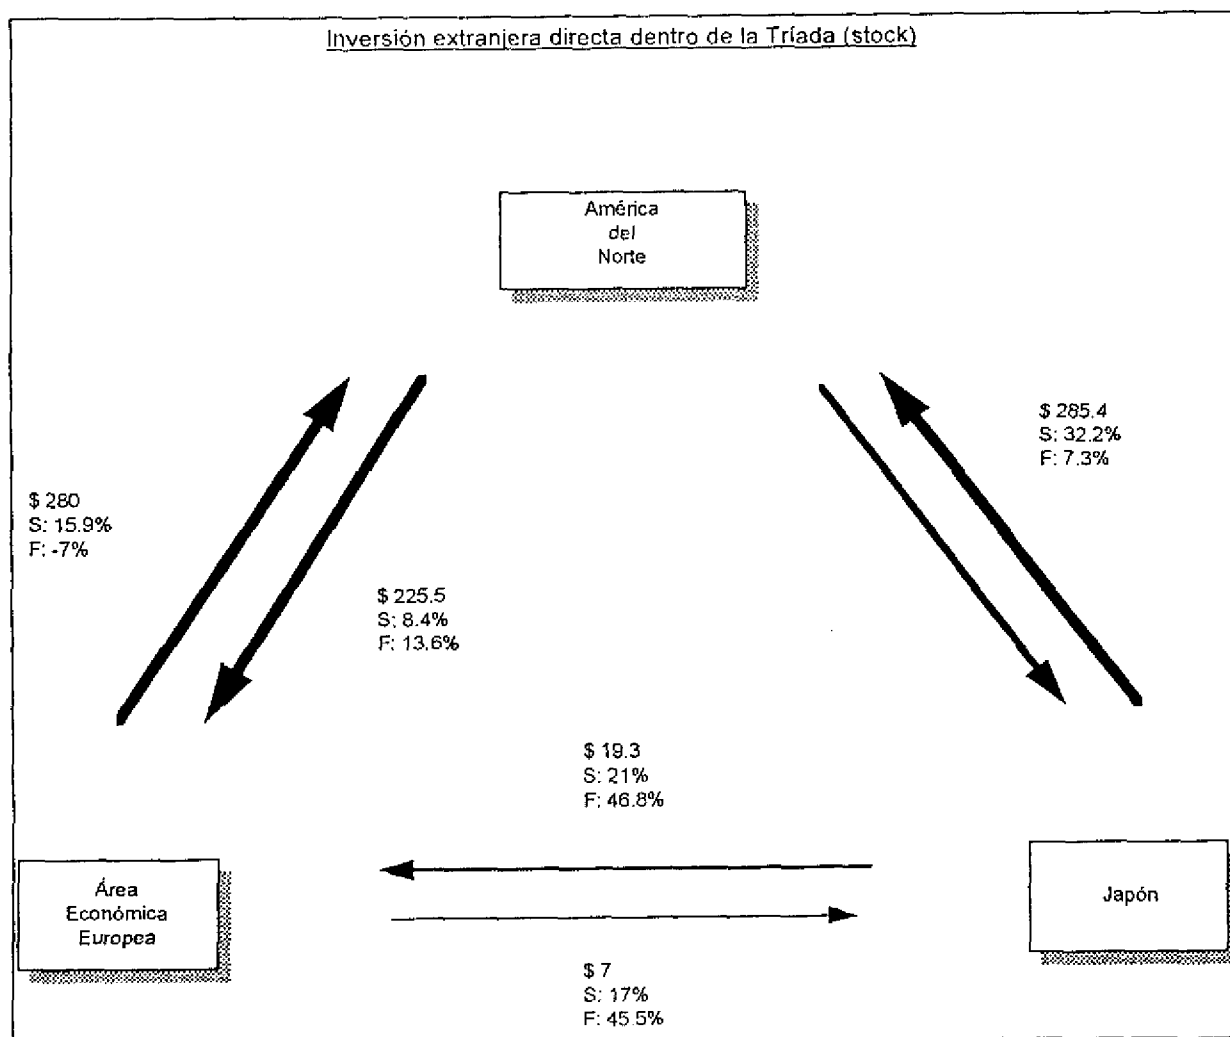 Inversión extranjera directa dentro de la Tríada (stock)
América
del
Norte
$ 285.4
S: 32.2%
F: 7.3%
$ 280
S: 15.9%
F: -7%
$ 225.5
S: 8.4%
F: 13.6%
$ 19.3
S: 21%
F: 46.8%
Área
Económica
Europea
Japón
$ 7
S: 17%
F: 45.5%